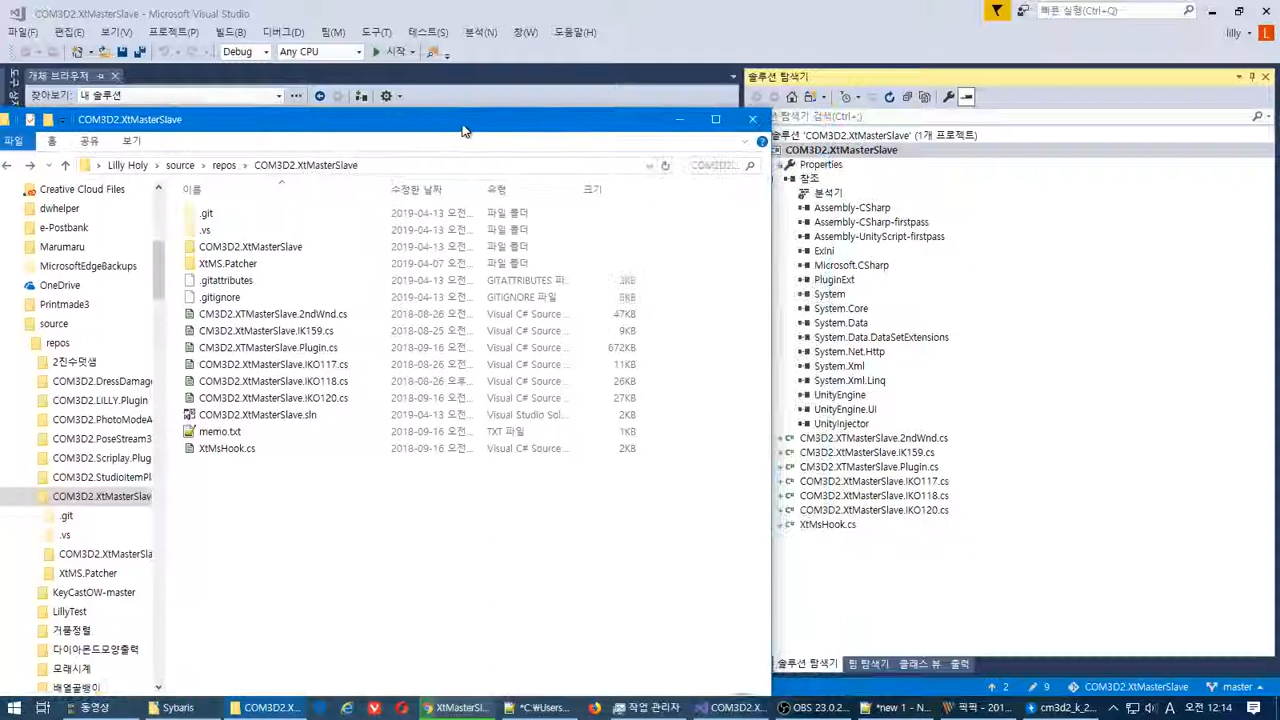 COM3D2.XtMasterSlave - Microsoft Visual Studio
빠른 실행(Ctrl+Q)
파일(F) 편집(E) 보기(V) 프로젝트(P) 빌드(B) 디버그(D) 팀(M) 도구(T) 테스트(S) 분석(N) 창(W) 도움말(H)
lilly
L
Debug Any CPU 시작
개체 브라우저
찾아보기: 내 솔루션
COM3D2.XtMasterSlave
파일 홈 공유 보기
Lilly Holy source repos COM3D2.XtMasterSlave
COM3D2...
Creative Cloud Files
dwhelper
e-Postbank
Marumaru
MicrosoftEdgeBackups
OneDrive
Printmade3
source
repos
2진수덧셈
COM3D2.DressDamage
COM3D2.LILLY.Plugin
COM3D2.PhotoModeA
COM3D2.PoseStream3
COM3D2.Scriplay.Plug
COM3D2.StudioItemPl
COM3D2.XtMasterSlave
.git
.vs
COM3D2.XtMasterSla
XtMS.Patcher
KeyCastOW-master
LillyTest
거품정렬
다이아몬드모양출력
모래시계
배열골뱅이
이름 수정한 날짜 유형 크기
.git 2019-04-13 오전... 파일 폴더
.vs 2019-04-13 오전... 파일 폴더
COM3D2.XtMasterSlave 2019-04-13 오전... 파일 폴더
XtMS.Patcher 2019-04-07 오전... 파일 폴더
.gitattributes 2019-04-13 오전... GITATTRIBUTES 파... 3KB
.gitignore 2019-04-13 오전... GITIGNORE 파일 5KB
CM3D2.XTMasterSlave.2ndWnd.cs 2018-08-26 오전... Visual C# Source ... 47KB
CM3D2.XtMasterSlave.IK159.cs 2018-08-25 오전... Visual C# Source ... 9KB
CM3D2.XTMasterSlave.Plugin.cs 2018-09-16 오전... Visual C# Source ... 672KB
COM3D2.XtMasterSlave.IKO117.cs 2018-08-26 오전... Visual C# Source ... 11KB
COM3D2.XtMasterSlave.IKO118.cs 2018-08-26 오후... Visual C# Source ... 26KB
COM3D2.XtMasterSlave.IKO120.cs 2018-09-16 오전... Visual C# Source ... 27KB
COM3D2.XtMasterSlave.sln 2019-04-13 오전... Visual Studio Sol... 2KB
memo.txt 2018-09-16 오전... TXT 파일 1KB
XtMsHook.cs 2018-09-16 오전... Visual C# Source ... 2KB
솔루션 탐색기
탐색기 검색(Ctrl+;)
솔루션 'COM3D2.XtMasterSlave' (1개 프로젝트)
COM3D2.XtMasterSlave
Properties
참조
분석기
Assembly-CSharp
Assembly-CSharp-firstpass
Assembly-UnityScript-firstpass
ExIni
Microsoft.CSharp
PluginExt
System
System.Core
System.Data
System.Data.DataSetExtensions
System.Net.Http
System.Xml
System.Xml.Linq
UnityEngine
UnityEngine.UI
UnityInjector
CM3D2.XTMasterSlave.2ndWnd.cs
CM3D2.XtMasterSlave.IK159.cs
CM3D2.XTMasterSlave.Plugin.cs
COM3D2.XtMasterSlave.IKO117.cs
COM3D2.XtMasterSlave.IKO118.cs
COM3D2.XtMasterSlave.IKO120.cs
XtMsHook.cs
솔루션 탐색기 팀 탐색기 클래스 뷰 출력
2 9 COM3D2.XtMasterSlave master
동영상 Sybaris COM3D2.X... XtMasterSl... *C:₩Users... 작업 관리자 COM3D2.X... OBS 23.0.2... *new 1 - N... 픽픽 - 201... cm3d2_k_2... A 오전 12:14